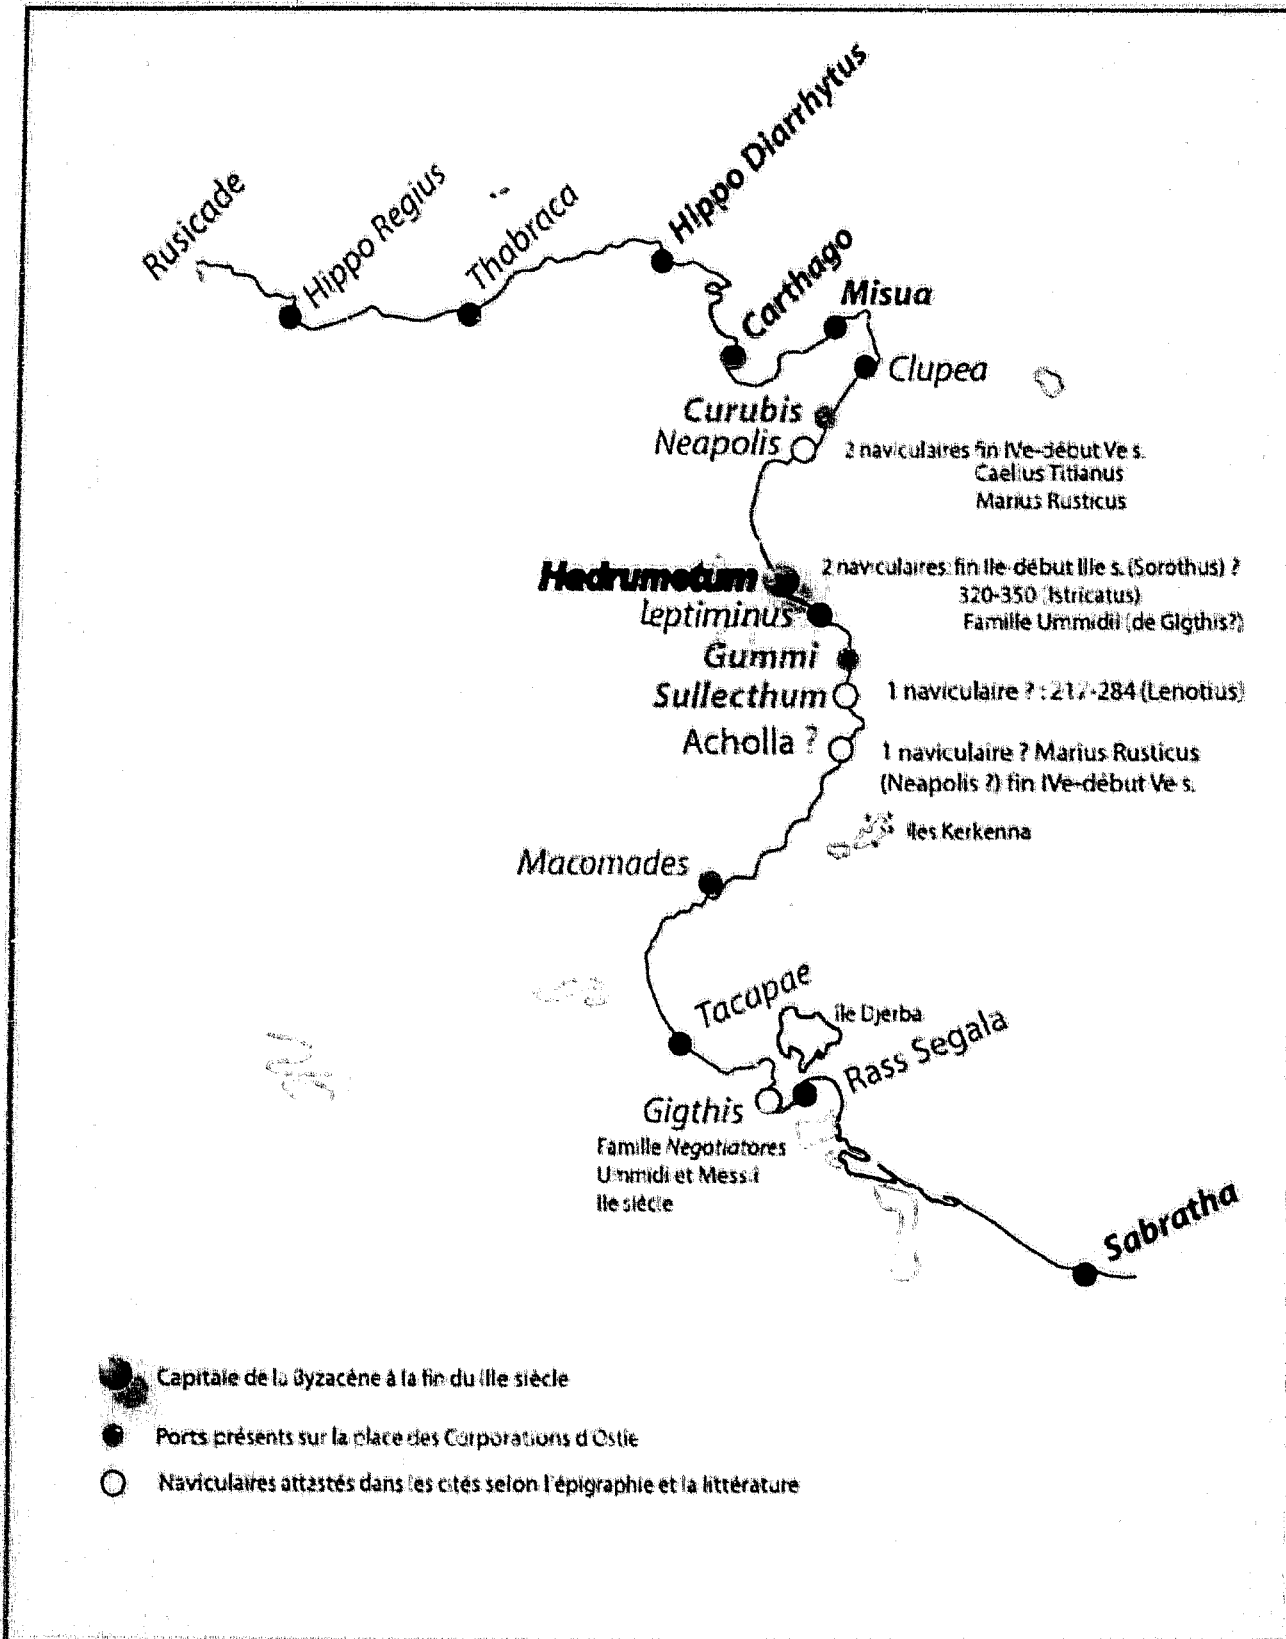 Hippo Diarrhytus
Rusicade
Hippo Regius
Thabraca
Carthago
Misua
Clupea
Curubis
Neapolis
2 naviculaires fin IVe-début Ve s.
Caelius Titianus
Marius Rusticus
Hadrumetum
2 naviculaires: fin IIe-début IIIe s. (Sorothus) ?
320-350 (Istricatus)
Leptiminus
Famille Ummidii (de Gigthis?)
Gummi
Sullecthum
1 naviculaire ? : 217-284 (Lenotius)
Acholla ?
1 naviculaire ? Marius Rusticus
(Neapolis ?) fin IVe-début Ve s.
Iles Kerkenna
Macomades
Tacapae
île Djerba
Rass Segala
Gigthis
Famille Negotiatores
Ummidi et Messi
IIe siècle
Sabratha
Capitale de la Byzacène à la fin du IIIe siècle
Ports présents sur la place des Corporations d'Ostie
Naviculaires attestés dans les cités selon l'épigraphie et la littérature